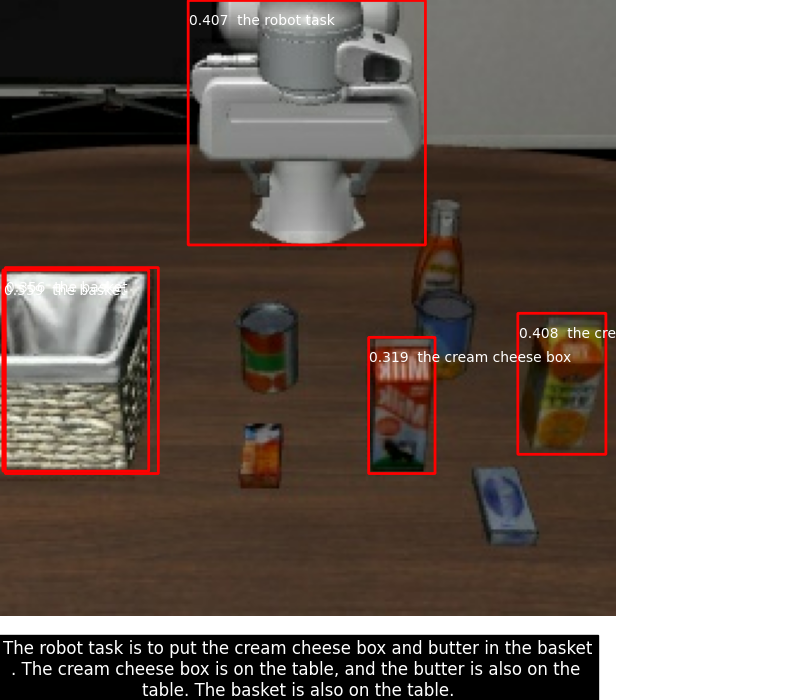 0.407 the robot task
the basket
0.408 the cre
0.319 the cream cheese box
Milk
Milk
The robot task is to put the cream cheese box and butter in the basket
. The cream cheese box is on the table, and the butter is also on the
table. The basket is also on the table.